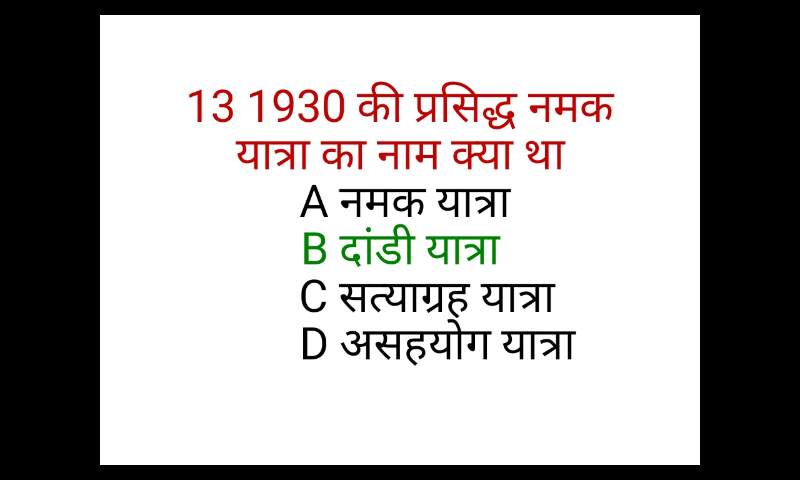 13 1930 की प्रसिद्ध नमक
यात्रा का नाम क्या था
A नमक यात्रा
B दांडी यात्रा
C सत्याग्रह यात्रा
D असहयोग यात्रा